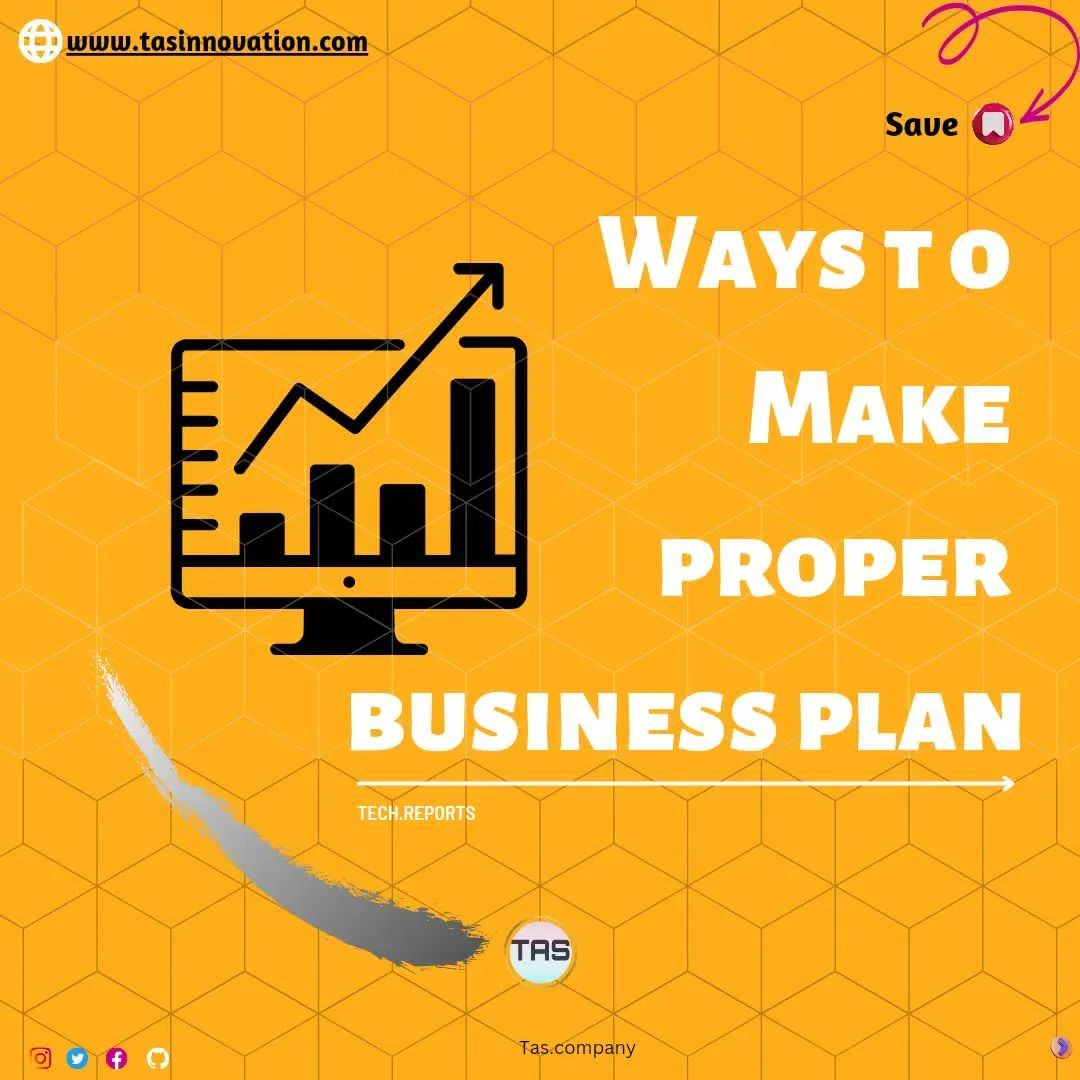 www.tasinnovation.com
Save
WAYS TO
MAKE
PROPER
BUSINESS PLAN
TECH.REPORTS
TAS
Tas.company